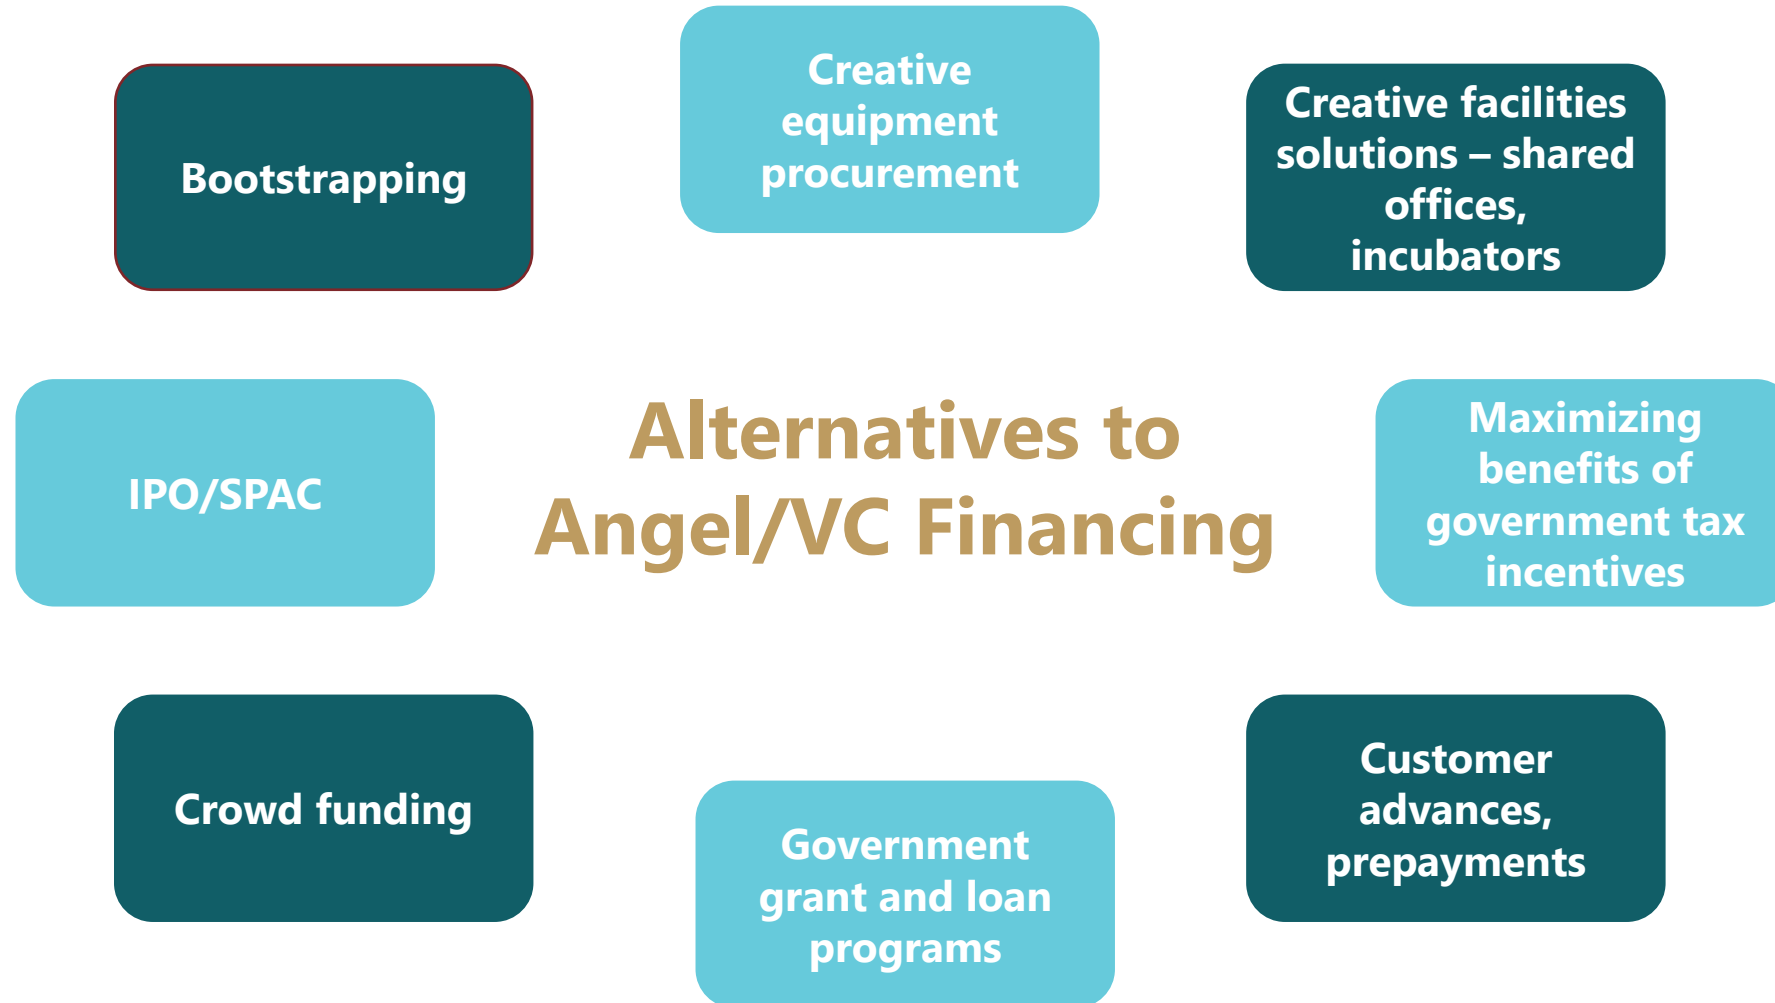 Bootstrapping
Creative
equipment
procurement
Creative facilities
solutions – shared
offices,
incubators
IPO/SPAC
Alternatives to
Angel/VC Financing
Maximizing
benefits of
government tax
incentives
Crowd funding
Government
grant and loan
programs
Customer
advances,
prepayments